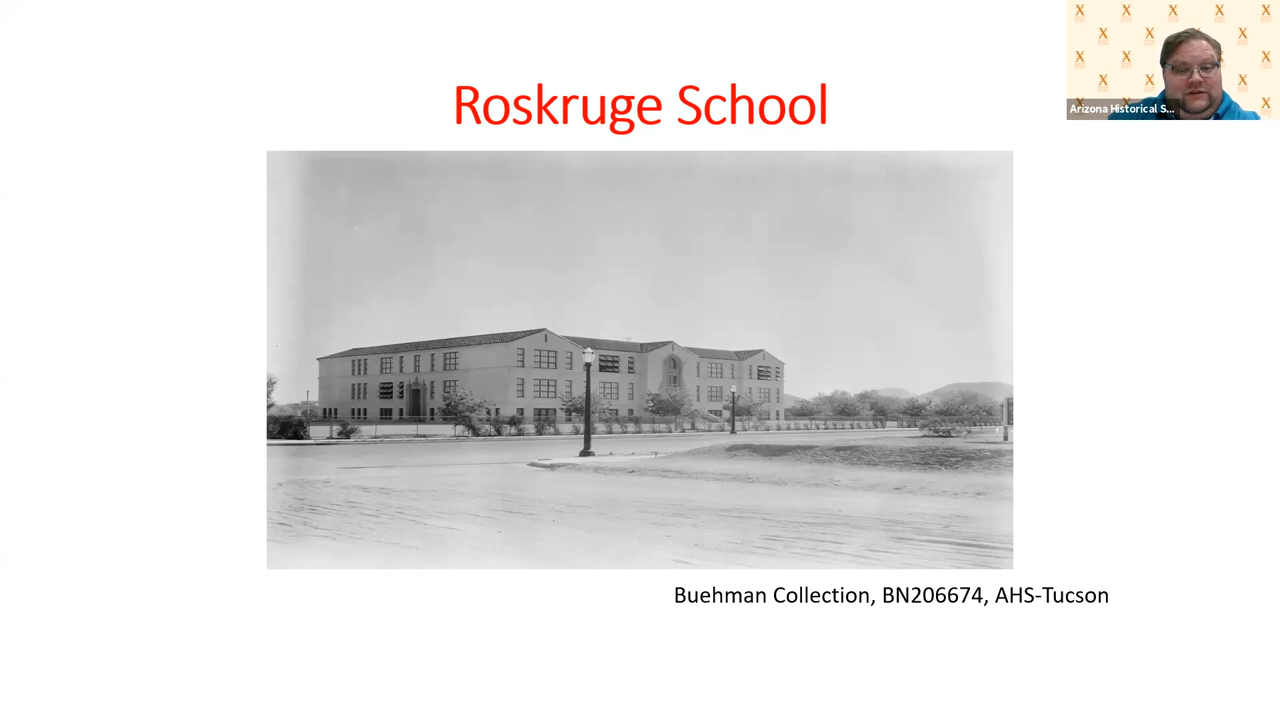 Roskruge School
Arizona Historical S...
Buehman Collection, BN206674, AHS-Tucson